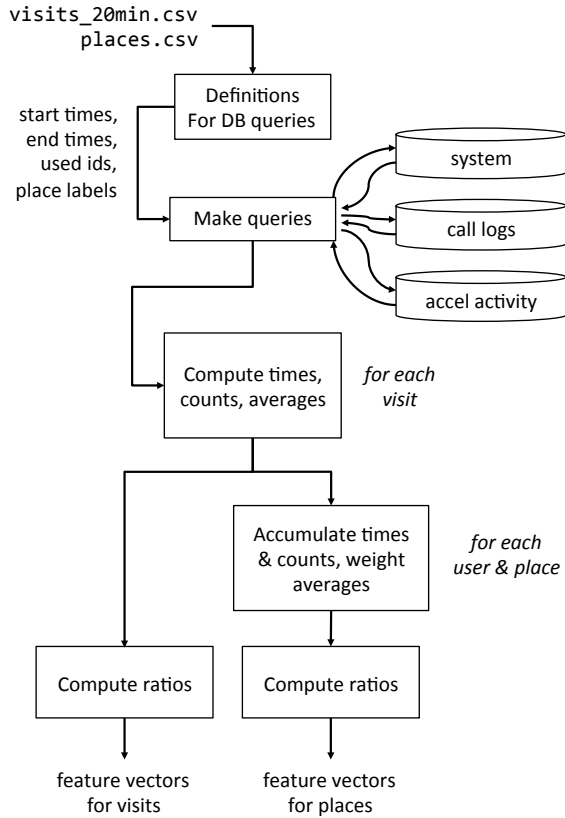 visits_20min.csv
places.csv
Definitions
For DB queries
start times,
end times,
used ids,
place labels
system
Make queries
call logs
accel activity
Compute times,
counts, averages
for each
visit
Accumulate times
& counts, weight
averages
for each
user & place
Compute ratios
Compute ratios
feature vectors
for visits
feature vectors
for places